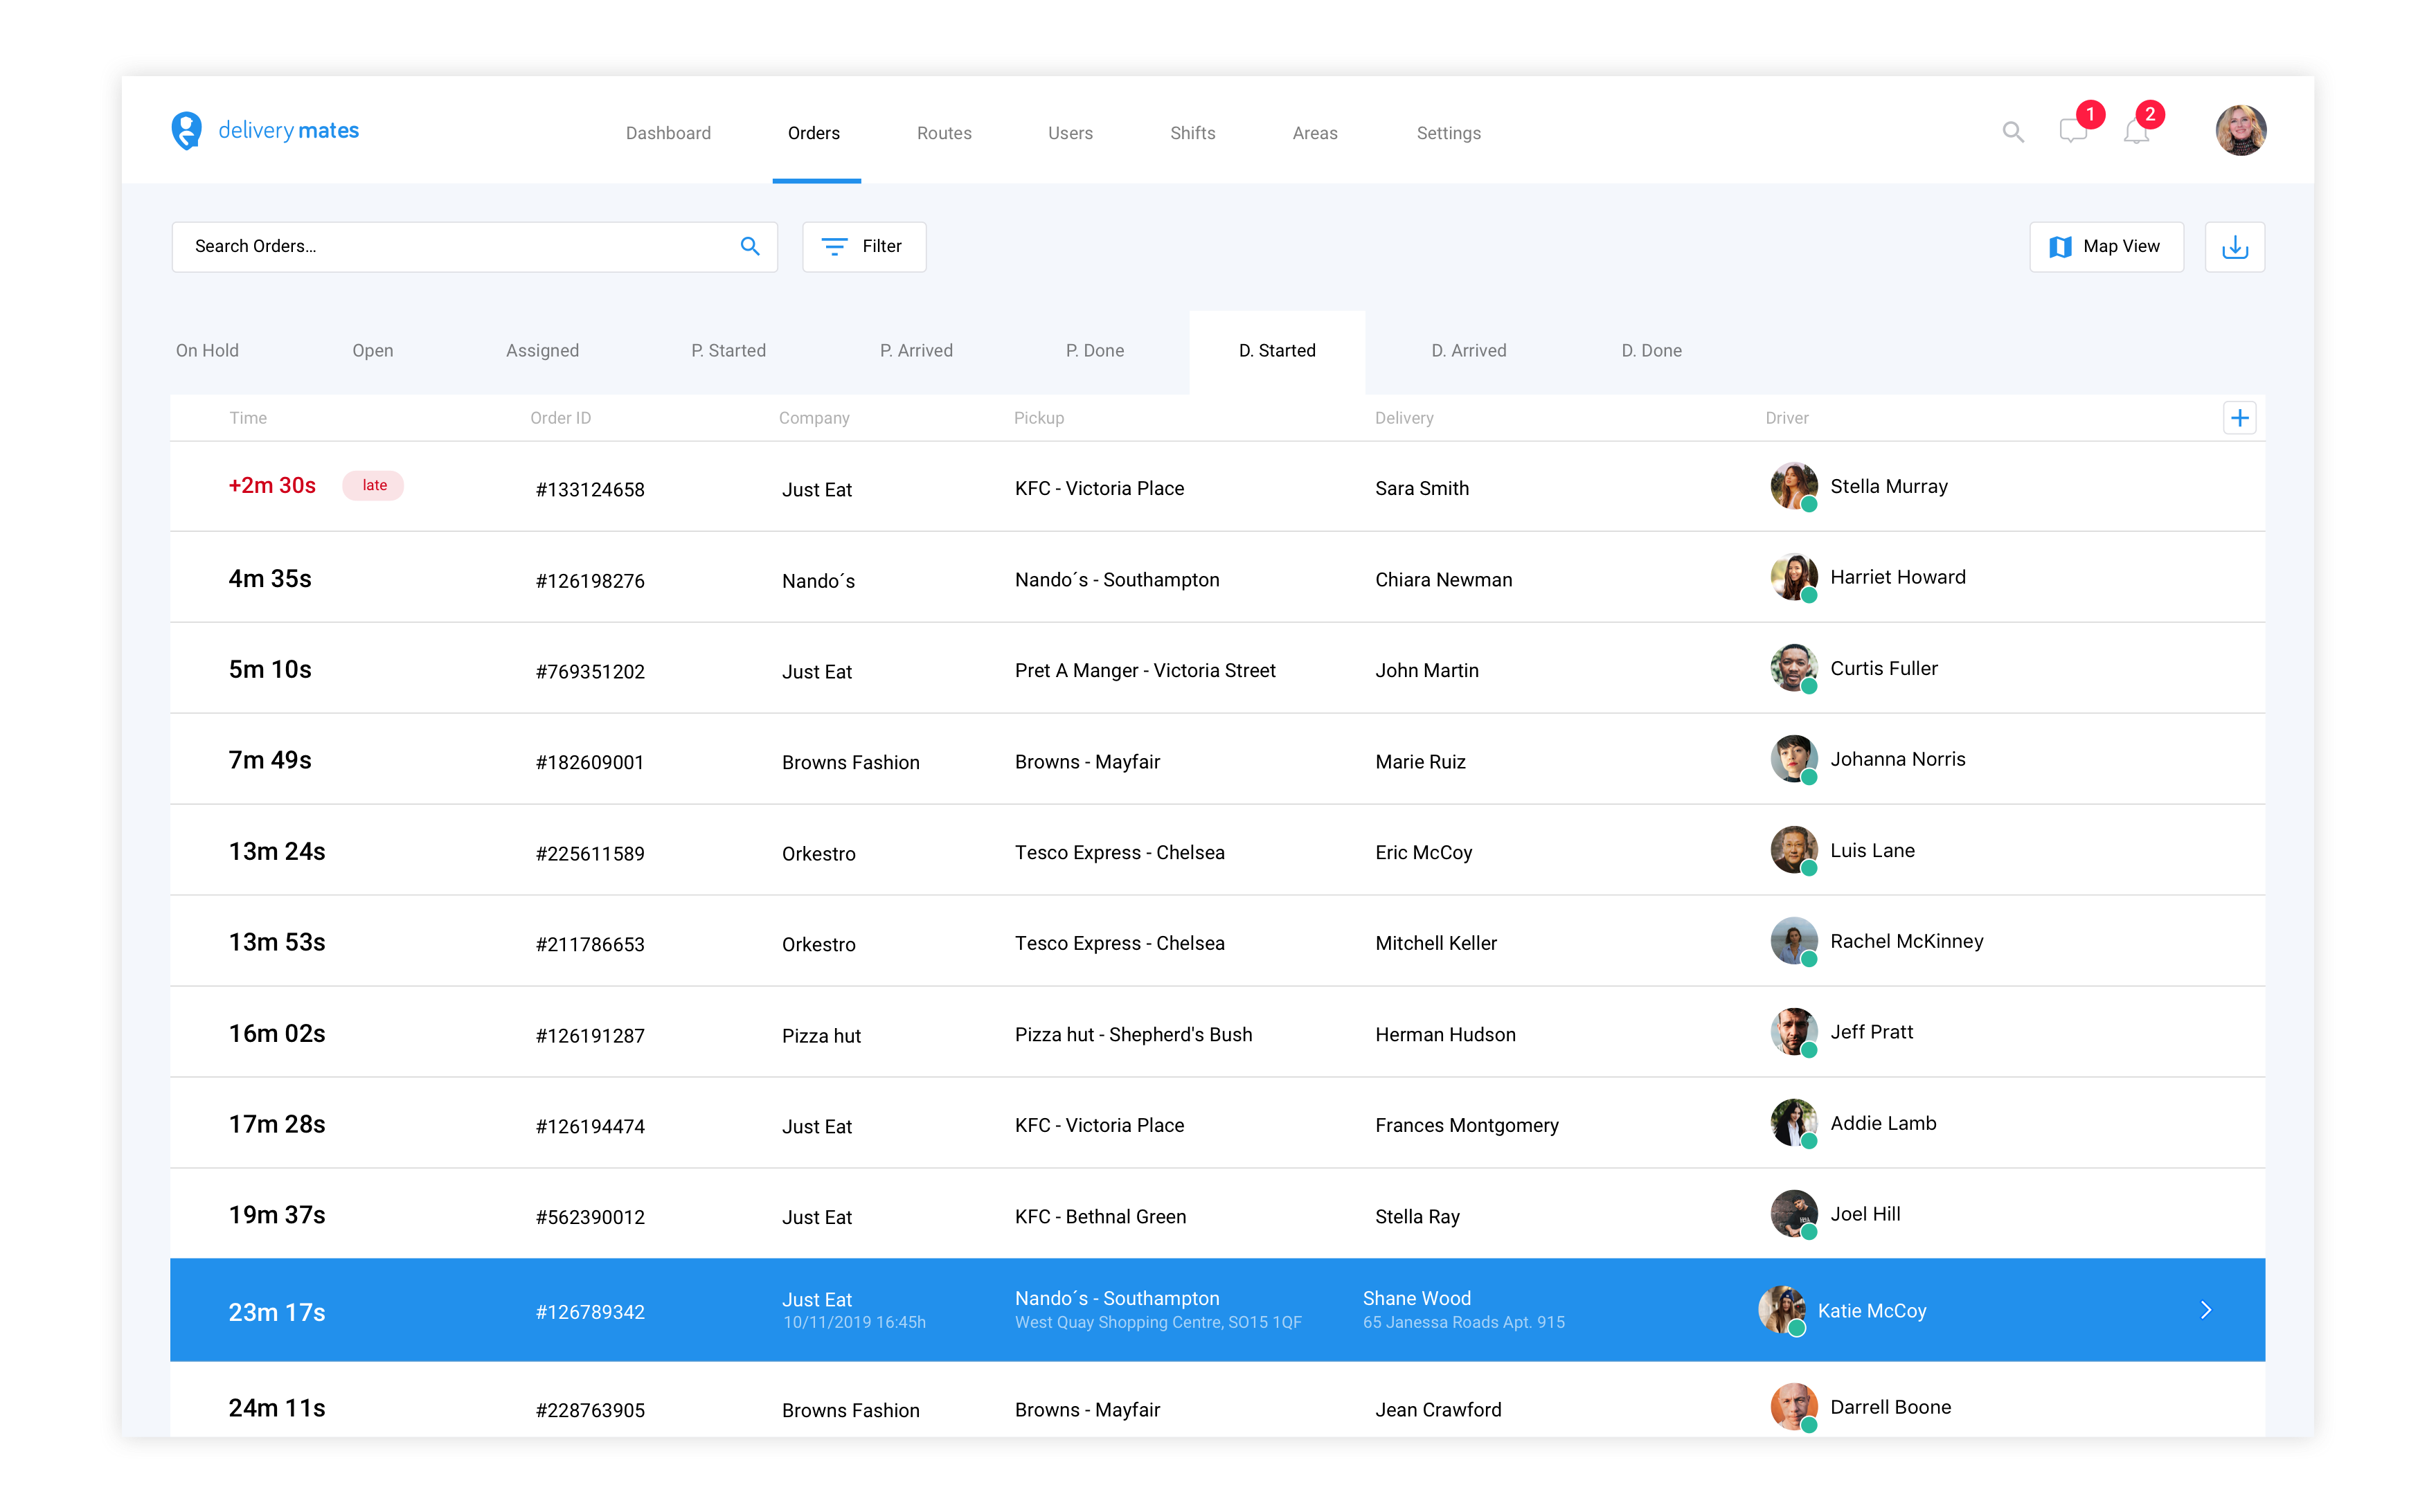 delivery mates
Dashboard Orders Routes Users Shifts Areas Settings
1 2
Search Orders... Filter Map View
On Hold Open Assigned P. Started P. Arrived P. Done D. Started D. Arrived D. Done
Time Order ID Company Pickup Delivery Driver
+2m 30s late #133124658 Just Eat KFC - Victoria Place Sara Smith Stella Murray
4m 35s #126198276 Nando´s Nando´s - Southampton Chiara Newman Harriet Howard
5m 10s #769351202 Just Eat Pret A Manger - Victoria Street John Martin Curtis Fuller
7m 49s #182609001 Browns Fashion Browns - Mayfair Marie Ruiz Johanna Norris
13m 24s #225611589 Orkestro Tesco Express - Chelsea Eric McCoy Luis Lane
13m 53s #211786653 Orkestro Tesco Express - Chelsea Mitchell Keller Rachel McKinney
16m 02s #126191287 Pizza hut Pizza hut - Shepherd's Bush Herman Hudson Jeff Pratt
17m 28s #126194474 Just Eat KFC - Victoria Place Frances Montgomery Addie Lamb
19m 37s #562390012 Just Eat KFC - Bethnal Green Stella Ray Joel Hill
23m 17s #126789342 Just Eat Nando´s - Southampton Shane Wood Katie McCoy
10/11/2019 16:45h West Quay Shopping Centre, SO15 1QF 65 Janessa Roads Apt. 915
24m 11s #228763905 Browns Fashion Browns - Mayfair Jean Crawford Darrell Boone